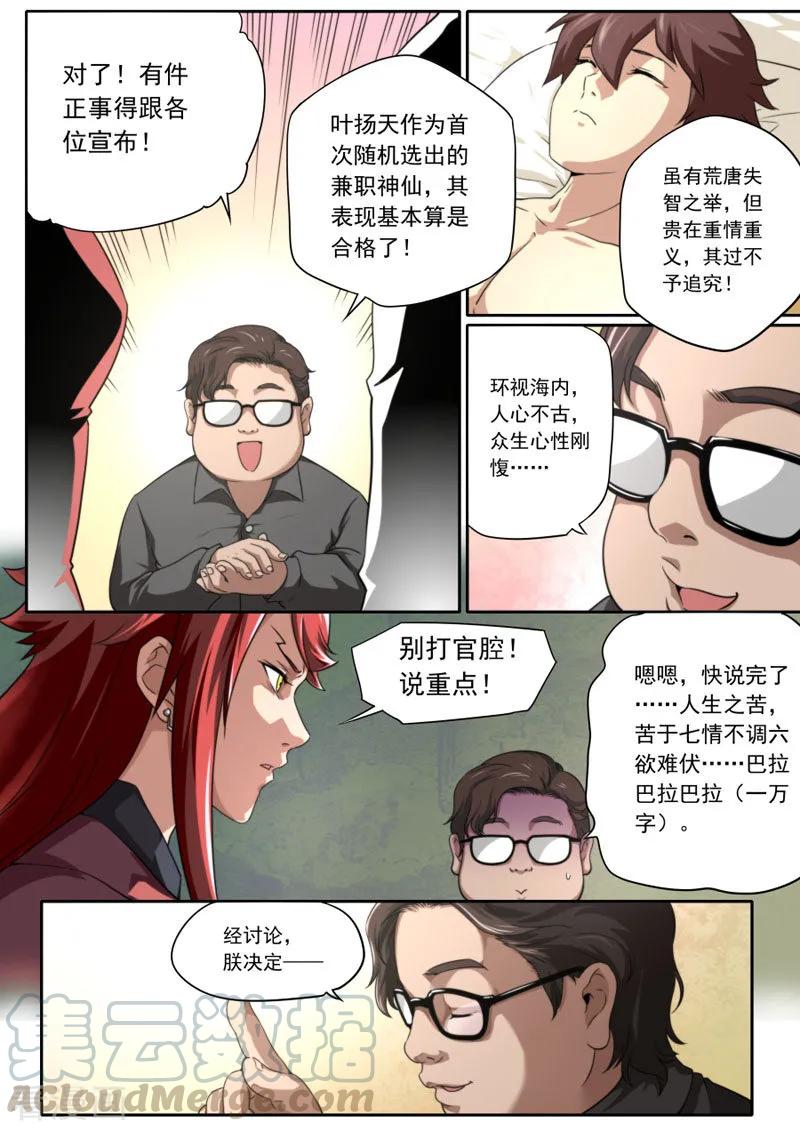 对了！有件
正事得跟各
位宣布！
叶扬天作为首
次随机选出的
兼职神仙，其
表现基本算是
合格了！
虽有荒唐失
智之举，但
贵在重情重
义，其过不
予追究！
环视海内，
人心不古，
众生心性刚
愎……
别打官腔！
说重点！
嗯嗯，快说完了
……人生之苦，
苦于七情不调六
欲难伏……巴拉
巴拉巴拉（一万
字）。
经讨论，
朕决定——
集云数据
ACloudMerge.com